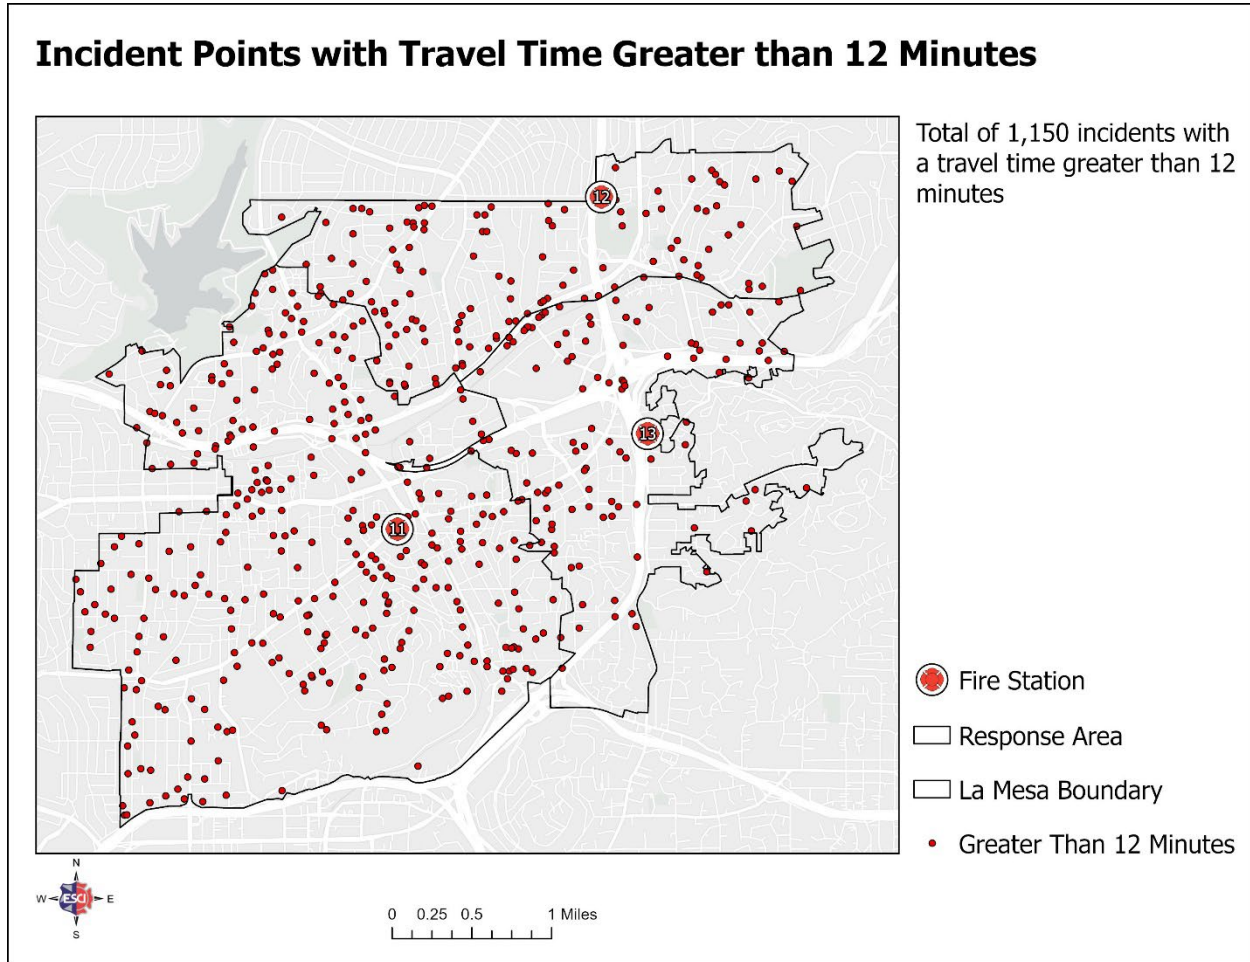 Incident Points with Travel Time Greater than 12 Minutes
Total of 1,150 incidents with
a travel time greater than 12
minutes
12
13
11
Fire Station
Response Area
La Mesa Boundary
Greater Than 12 Minutes
N
W ESCI E
S
0 0.25 0.5 1 Miles